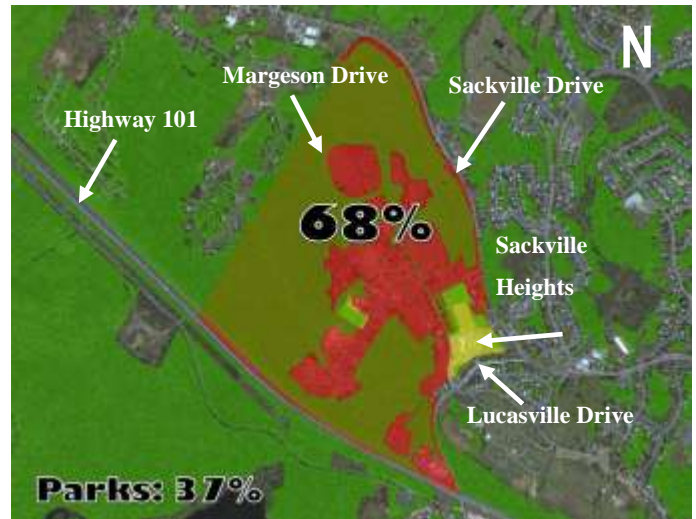 N
Margeson Drive
Sackville Drive
Highway 101
68%
Sackville
Heights
Lucasville Drive
Parks: 37%